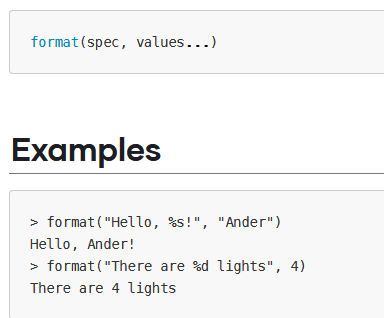 format(spec, values...)
Examples
> format("Hello, %s!", "Ander")
Hello, Ander!
> format("There are %d lights", 4)
There are 4 lights